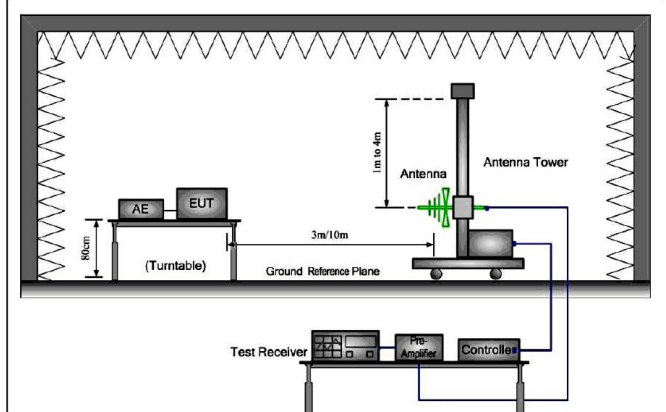 1m to 4m
Antenna
Antenna Tower
AE
EUT
80cm
3m/10m
(Turntable)
Ground Reference Plane
Test Receiver
Pre-
Amplifier
Controller